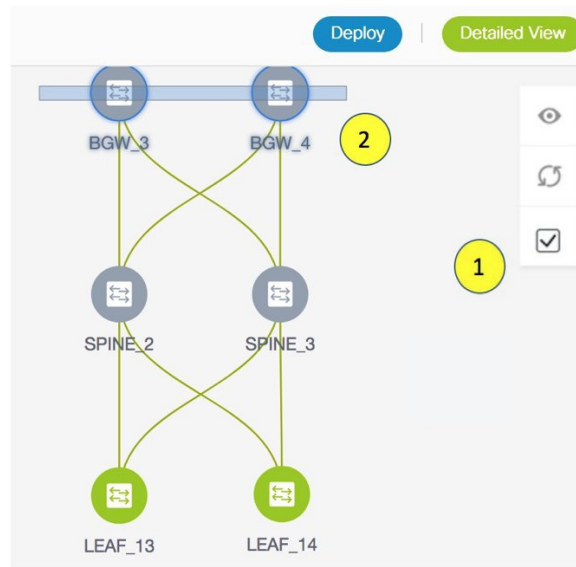 Deploy
Detailed View
BGW_3
BGW_4
2
1
SPINE_2
SPINE_3
LEAF_13
LEAF_14